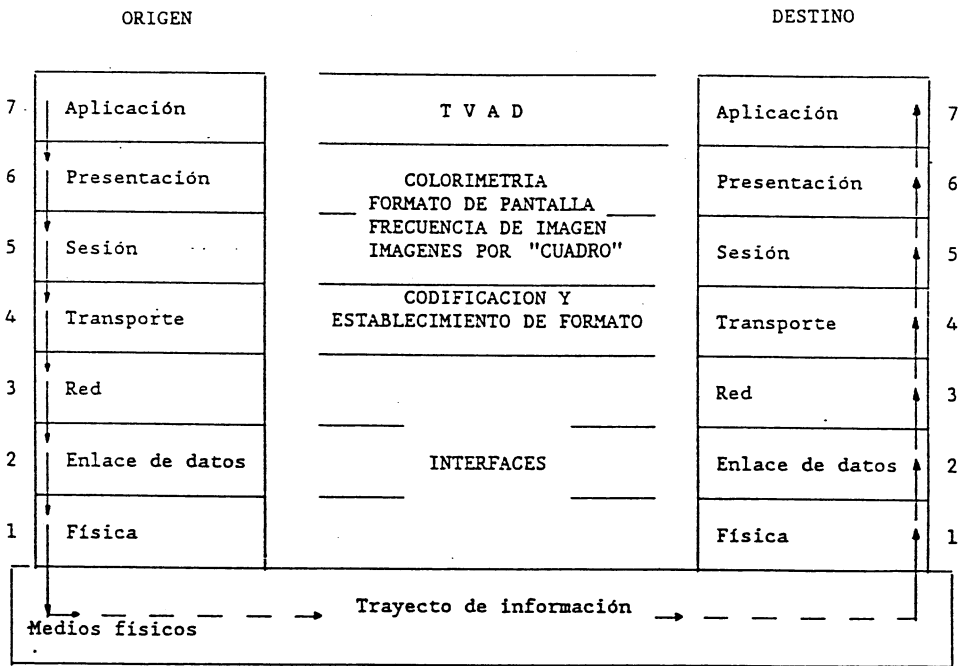 ORIGEN
DESTINO
7 Aplicación T V A D Aplicación 7
6 Presentación COLORIMETRIA Presentación 6
FORMATO DE PANTALLA
FRECUENCIA DE IMAGEN
5 Sesión IMAGENES POR "CUADRO" Sesión 5
CODIFICACION Y
4 Transporte ESTABLECIMIENTO DE FORMATO Transporte 4
3 Red Red 3
2 Enlace de datos INTERFACES Enlace de datos 2
1 Física Física 1
Trayecto de información
Medios físicos